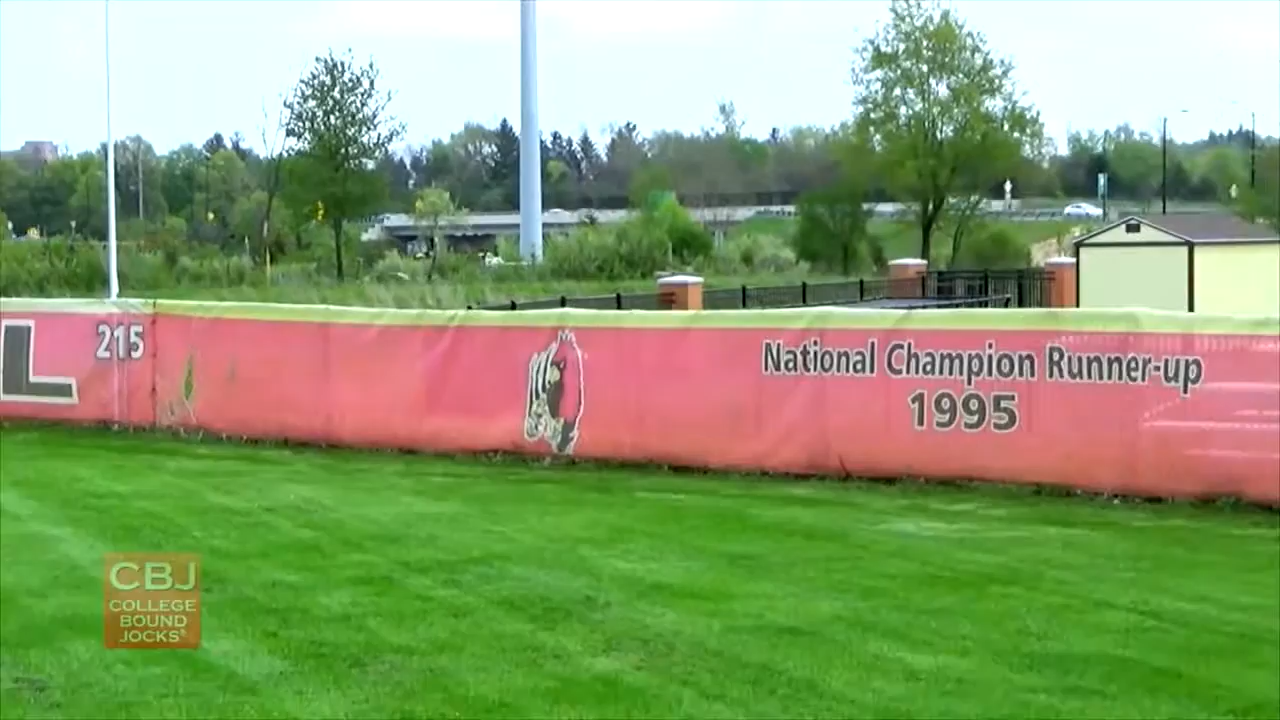 L
215
National Champion Runner-up
1995
CBJ
COLLEGE
BOUND
JOCKS®